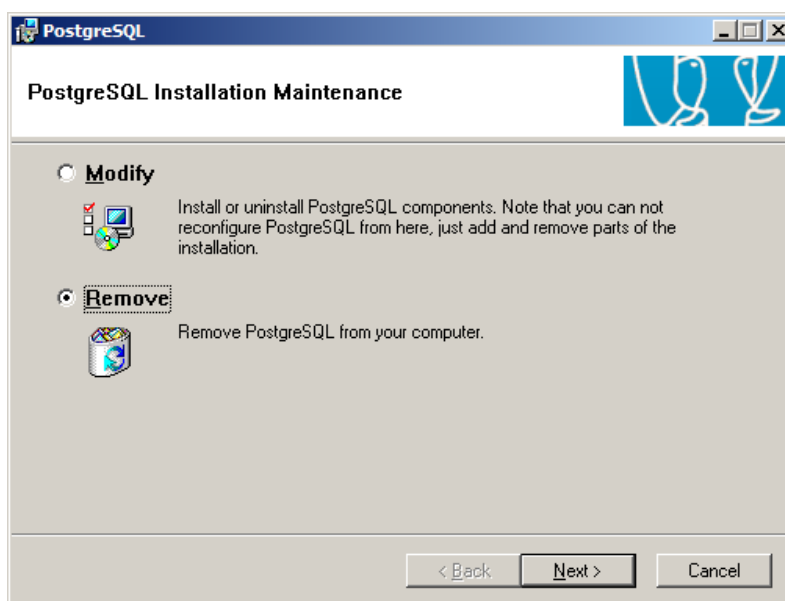 PostgreSQL
PostgreSQL Installation Maintenance
Modify
Install or uninstall PostgreSQL components. Note that you can not
reconfigure PostgreSQL from here, just add and remove parts of the
installation.
Remove
Remove PostgreSQL from your computer.
< Back
Next >
Cancel